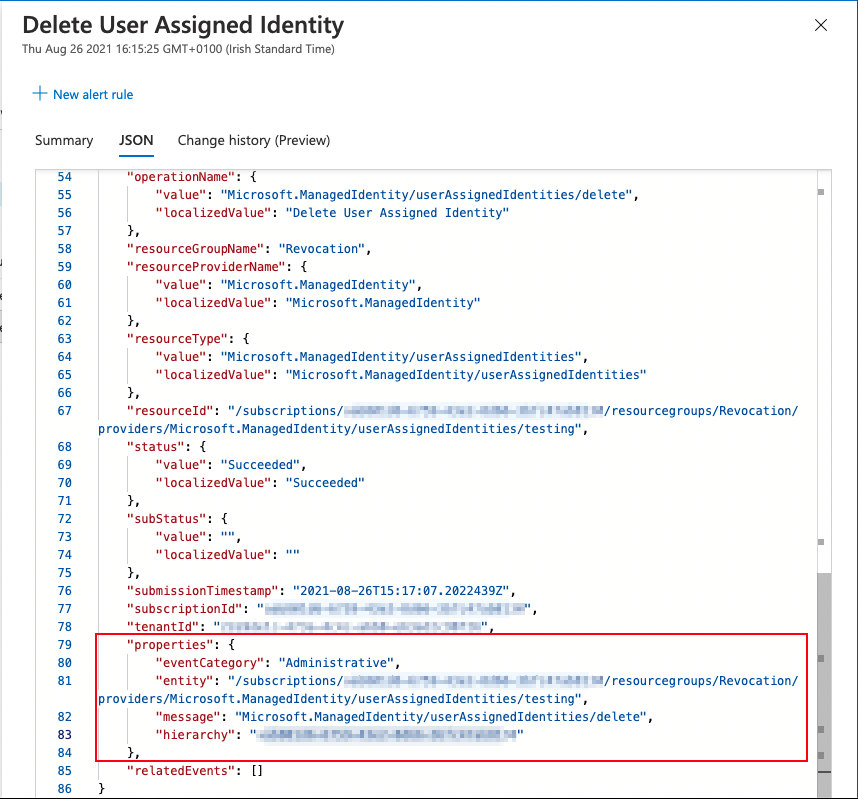 Delete User Assigned Identity
Thu Aug 26 2021 16:15:25 GMT+0100 (Irish Standard Time)
New alert rule
Summary JSON Change history (Preview)
54 "operationName": {
55 "value": "Microsoft.ManagedIdentity/userAssignedIdentities/delete",
56 "localizedValue": "Delete User Assigned Identity"
57 },
58 "resourceGroupName": "Revocation",
59 "resourceProviderName": {
60 "value": "Microsoft.ManagedIdentity",
61 "localizedValue": "Microsoft.ManagedIdentity"
62 },
63 "resourceType": {
64 "value": "Microsoft.ManagedIdentity/userAssignedIdentities",
65 "localizedValue": "Microsoft.ManagedIdentity/userAssignedIdentities"
66 },
67 "resourceId": "/subscriptions/ /resourcegroups/Revocation/
providers/Microsoft.ManagedIdentity/userAssignedIdentities/testing",
68 "status": {
69 "value": "Succeeded",
70 "localizedValue": "Succeeded"
71 },
72 "subStatus": {
73 "value": "",
74 "localizedValue": ""
75 },
76 "submissionTimestamp": "2021-08-26T15:17:07.2022439Z",
77 "subscriptionId": " ",
78 "tenantId": " ",
79 "properties": {
80 "eventCategory": "Administrative",
81 "entity": "/subscriptions/ /resourcegroups/Revocation/
providers/Microsoft.ManagedIdentity/userAssignedIdentities/testing",
82 "message": "Microsoft.ManagedIdentity/userAssignedIdentities/delete",
83 "hierarchy": " "
84 },
85 "relatedEvents": []
86 }